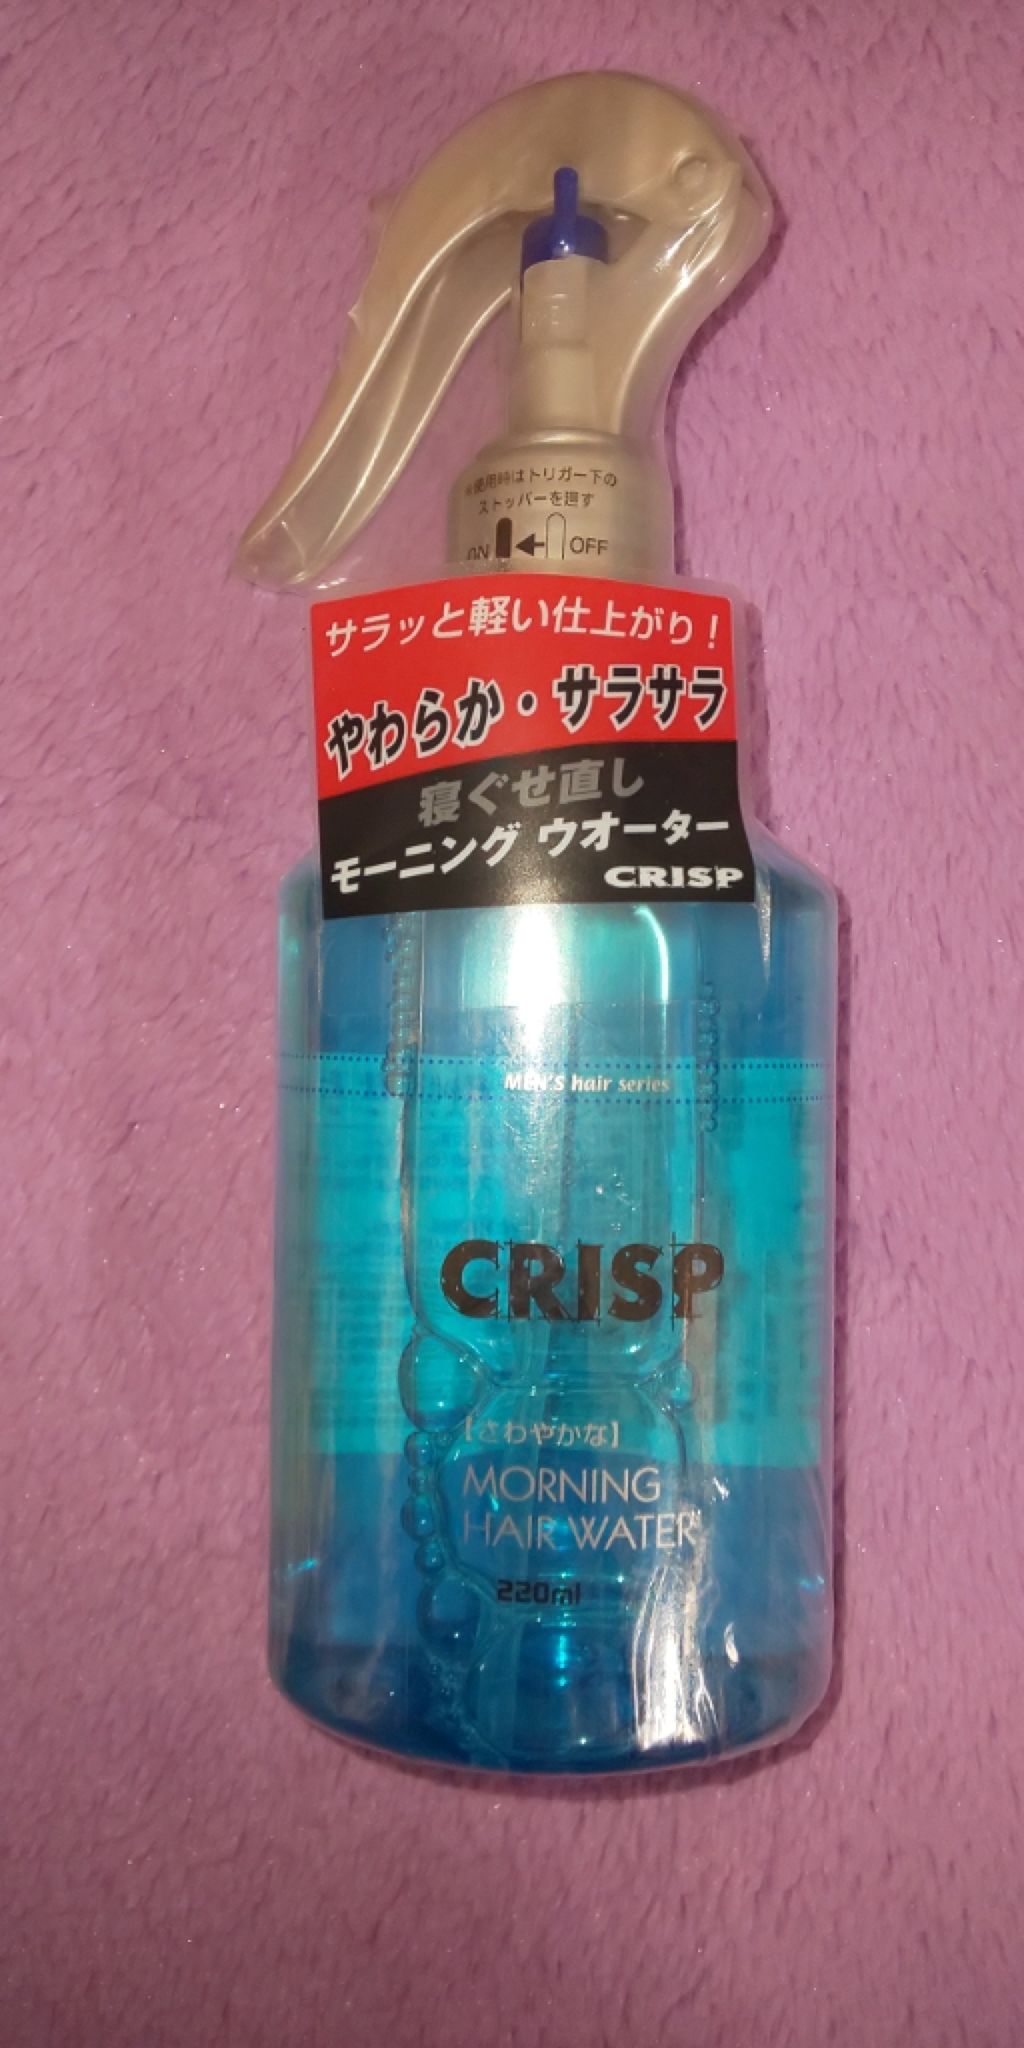 ※使用時はトリガー下の
ストッパーを廻す
ON OFF
サラッと軽い仕上がり！
やわらか・サラサラ
寝ぐせ直し
モーニング ウオーター
CRISP
MEN'S hair series
CRISP
【さわやかな】
MORNING
HAIR WATER
220ml